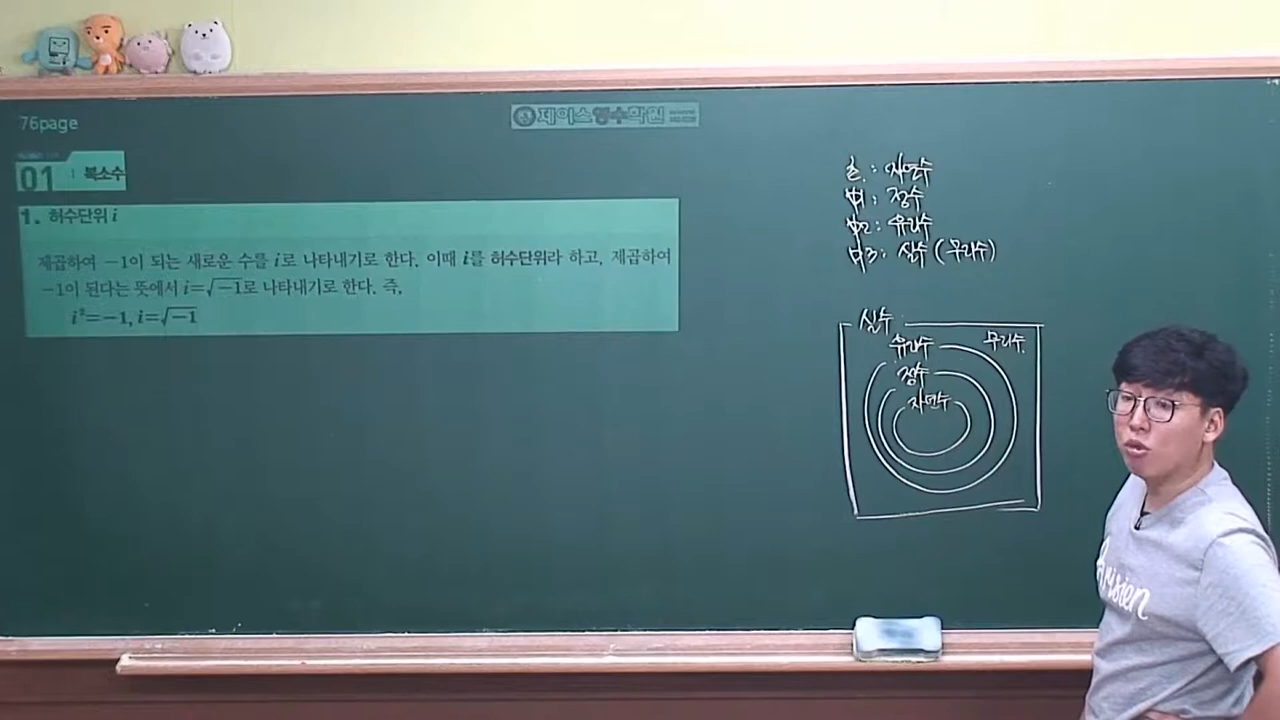 76page
제이스영수학원
01 복소수
1. 허수단위 i
제곱하여 −1이 되는 새로운 수를 i로 나타내기로 한다. 이때 i를 허수단위라 하고, 제곱하여
−1이 된다는 뜻에서 i=√−1로 나타내기로 한다. 즉,
i²=−1, i=√−1
초 : 자연수
중1 : 정수
중2 : 유리수
중3 : 실수 (무리수)
실수
유리수
무리수
정수
자연수
Parisien